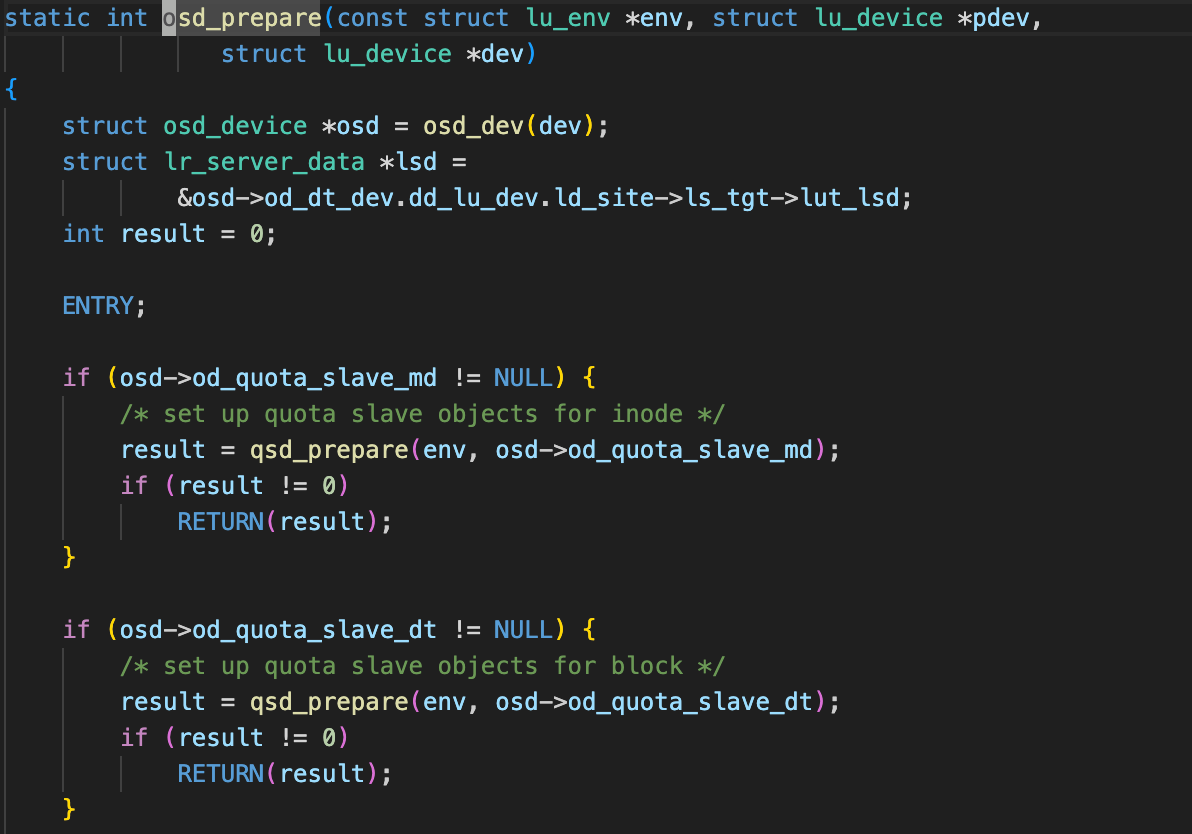 static int osd_prepare(const struct lu_env *env, struct lu_device *pdev,
struct lu_device *dev)
{
struct osd_device *osd = osd_dev(dev);
struct lr_server_data *lsd =
&osd->od_dt_dev.dd_lu_dev.ld_site->ls_tgt->lut_lsd;
int result = 0;
ENTRY;
if (osd->od_quota_slave_md != NULL) {
/* set up quota slave objects for inode */
result = qsd_prepare(env, osd->od_quota_slave_md);
if (result != 0)
RETURN(result);
}
if (osd->od_quota_slave_dt != NULL) {
/* set up quota slave objects for block */
result = qsd_prepare(env, osd->od_quota_slave_dt);
if (result != 0)
RETURN(result);
}